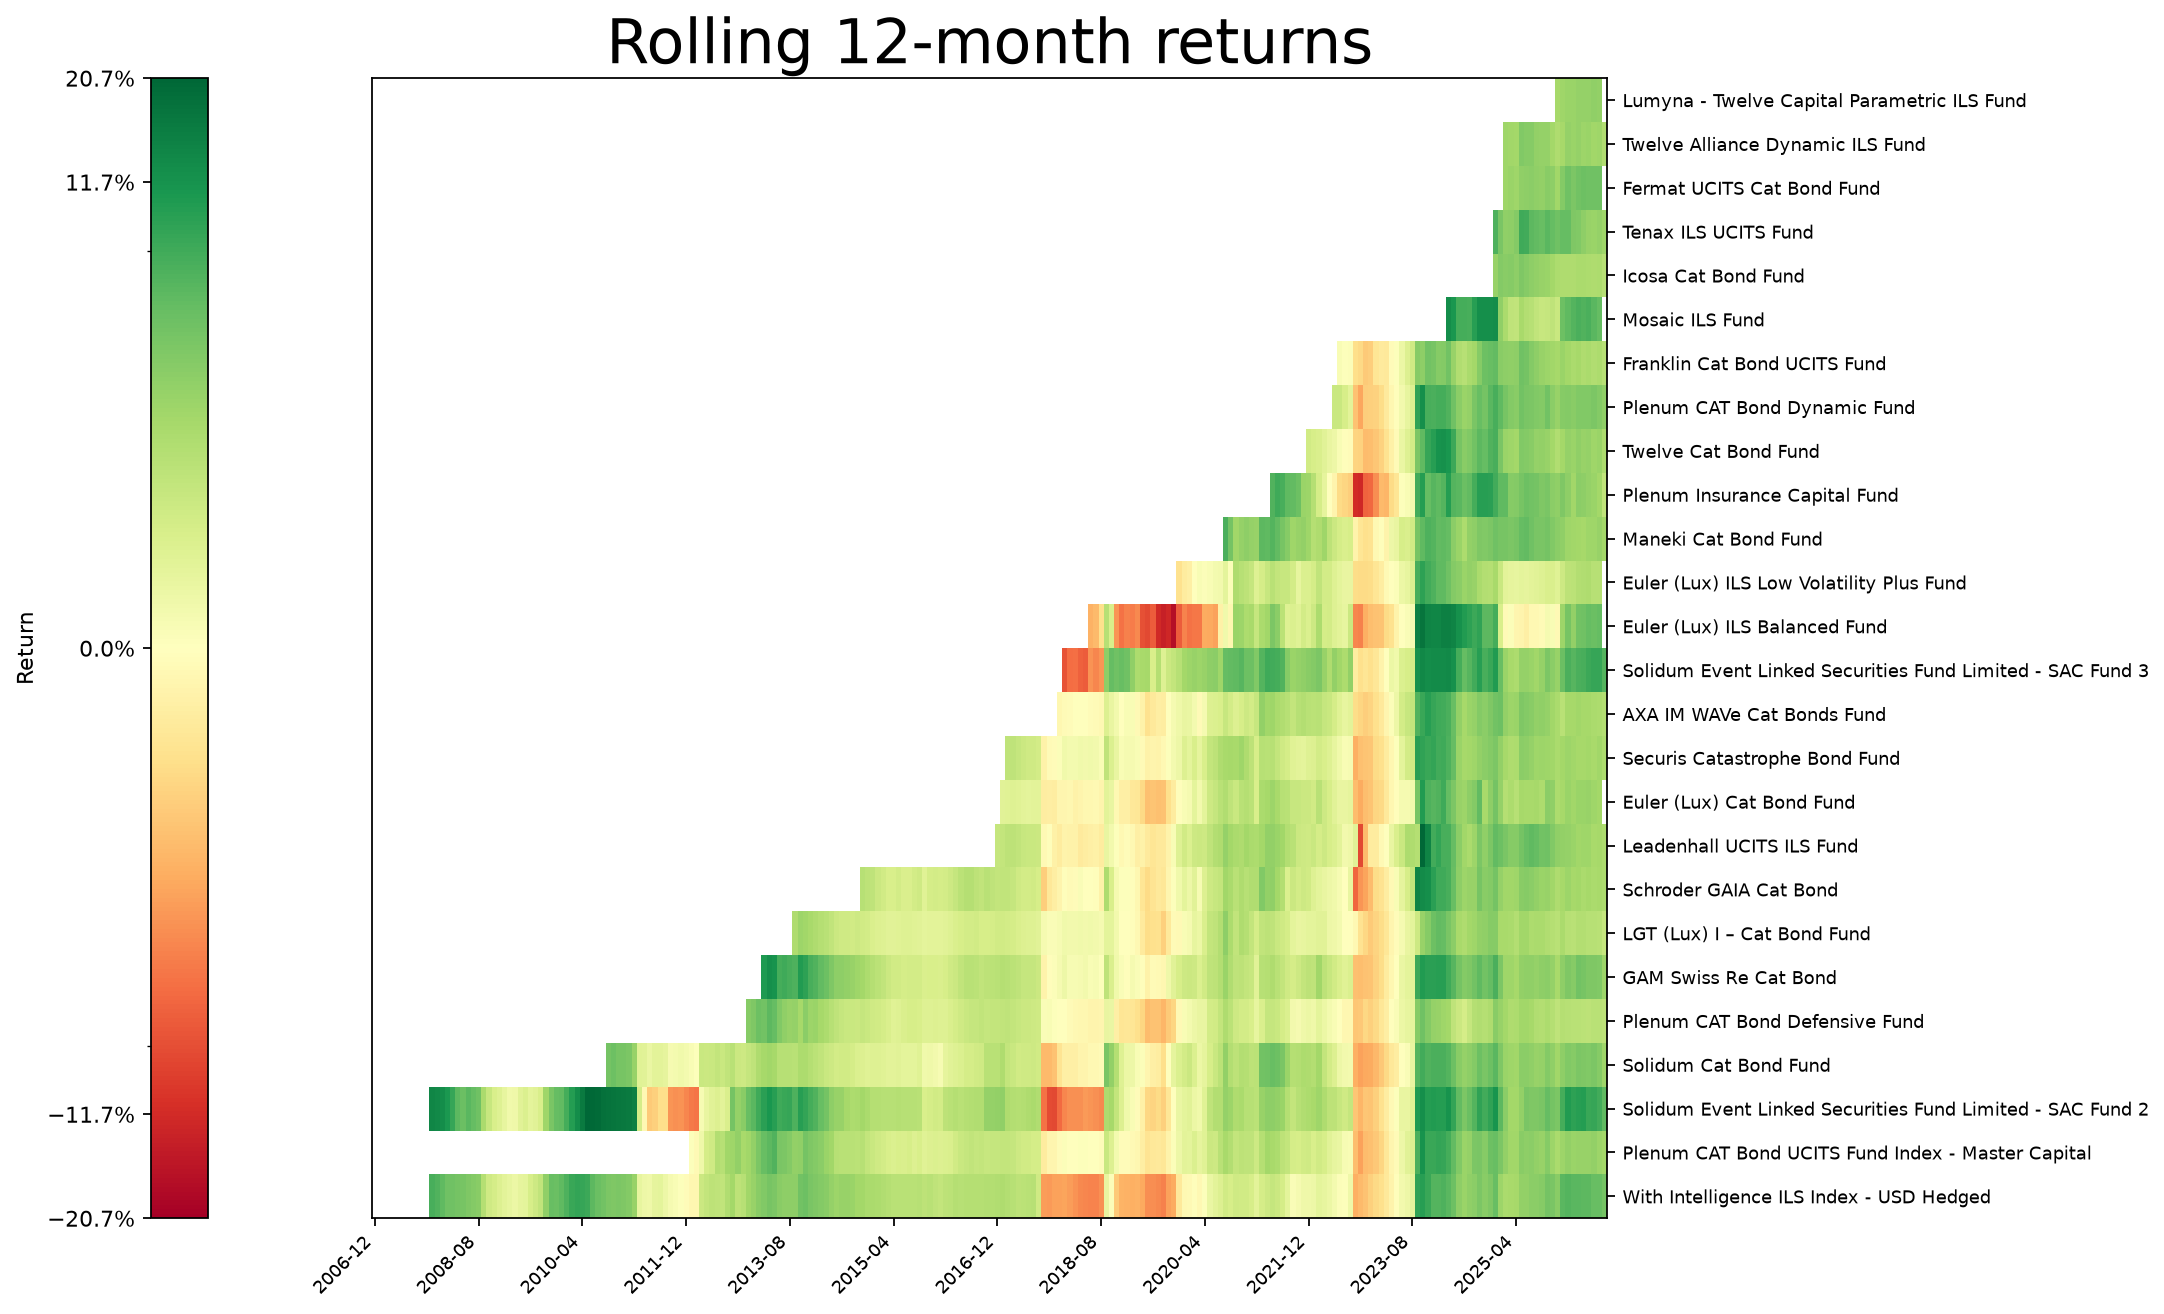 Rolling 12-month returns
20.7%
11.7%
0.0%
−11.7%
−20.7%
Return
Lumyna - Twelve Capital Parametric ILS Fund
Twelve Alliance Dynamic ILS Fund
Fermat UCITS Cat Bond Fund
Tenax ILS UCITS Fund
Icosa Cat Bond Fund
Mosaic ILS Fund
Franklin Cat Bond UCITS Fund
Plenum CAT Bond Dynamic Fund
Twelve Cat Bond Fund
Plenum Insurance Capital Fund
Maneki Cat Bond Fund
Euler (Lux) ILS Low Volatility Plus Fund
Euler (Lux) ILS Balanced Fund
Solidum Event Linked Securities Fund Limited - SAC Fund 3
AXA IM WAVe Cat Bonds Fund
Securis Catastrophe Bond Fund
Euler (Lux) Cat Bond Fund
Leadenhall UCITS ILS Fund
Schroder GAIA Cat Bond
LGT (Lux) I – Cat Bond Fund
GAM Swiss Re Cat Bond
Plenum CAT Bond Defensive Fund
Solidum Cat Bond Fund
Solidum Event Linked Securities Fund Limited - SAC Fund 2
Plenum CAT Bond UCITS Fund Index - Master Capital
With Intelligence ILS Index - USD Hedged
2006-12
2008-08
2010-04
2011-12
2013-08
2015-04
2016-12
2018-08
2020-04
2021-12
2023-08
2025-04